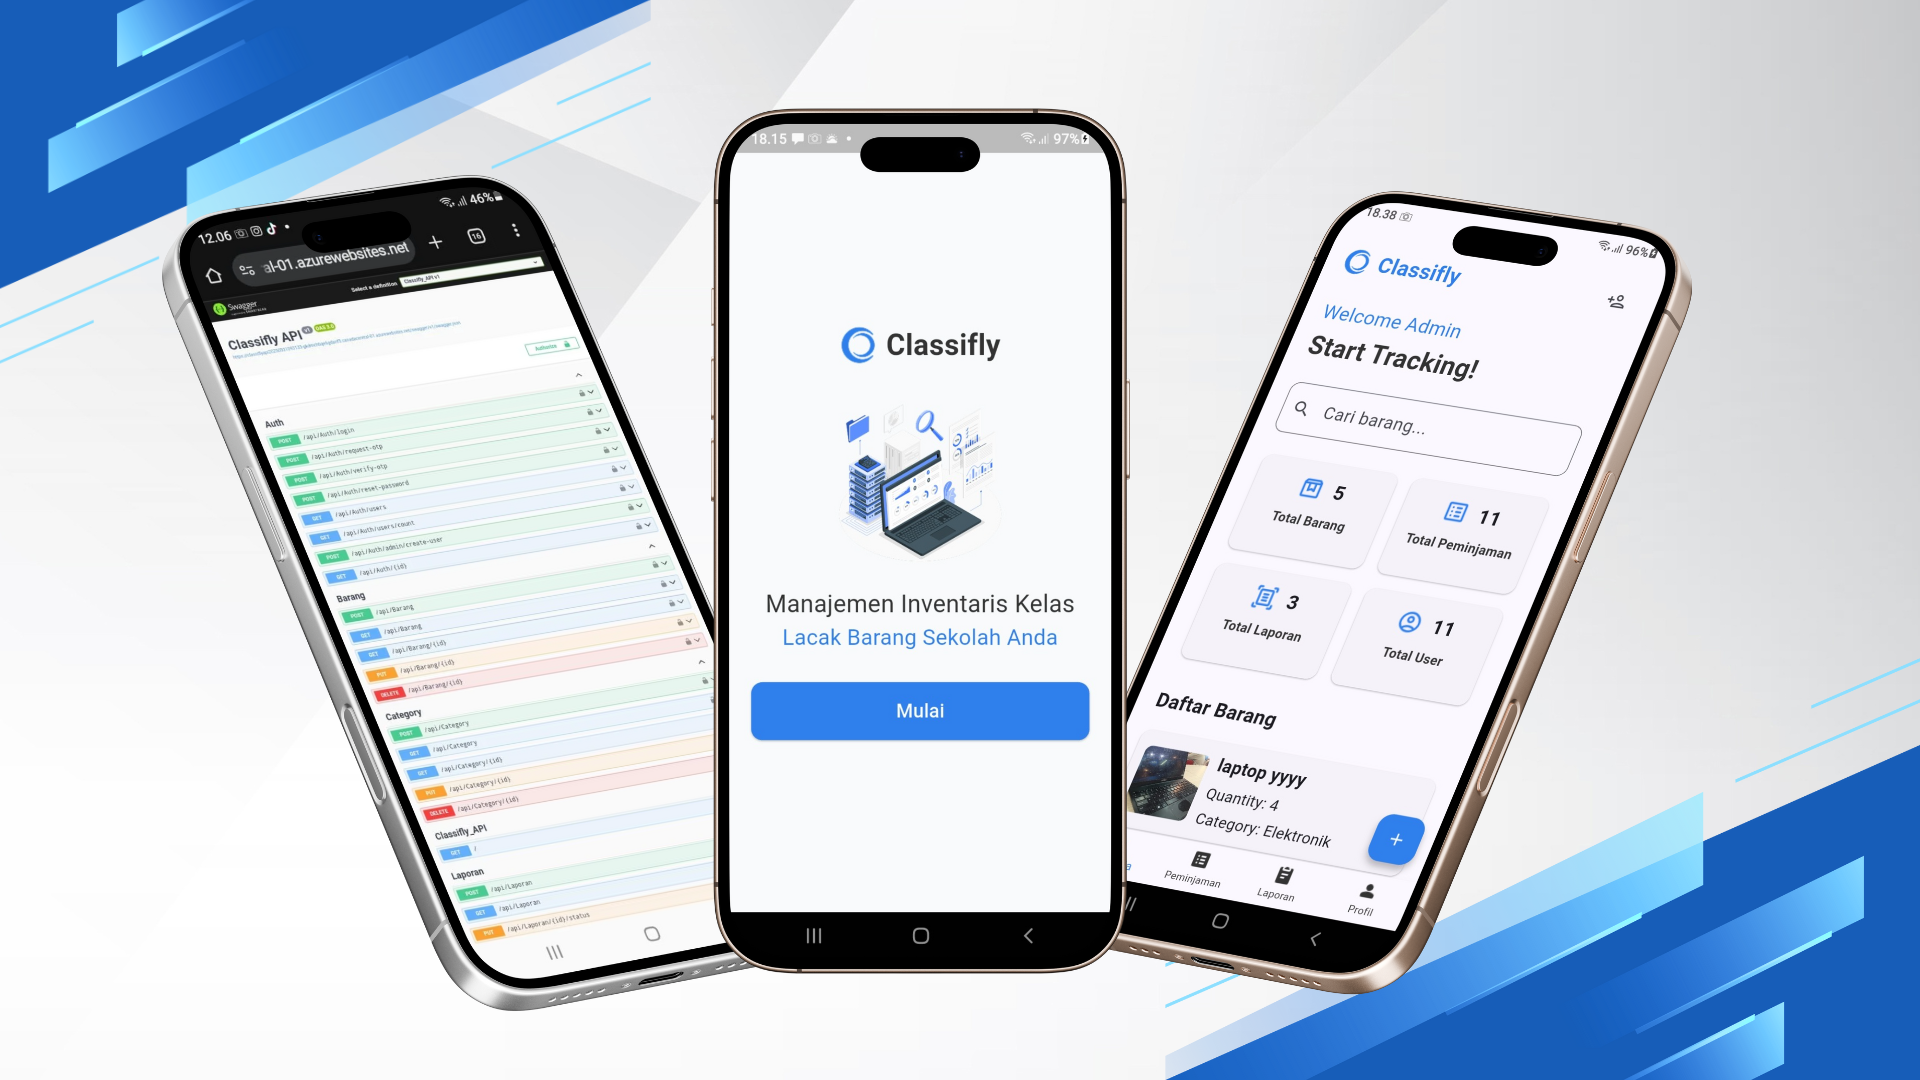 12.06
46%
al-01.azurewebsites.net
16
Swagger
Select a definition
Classifly_API v1
Classifly API
v1
OAS 3.0
Authorize
Auth
POST /api/Auth/login
POST /api/Auth/request-otp
POST /api/Auth/verify-otp
POST /api/Auth/reset-password
GET /api/Auth/users
GET /api/Auth/users/count
POST /api/Auth/admin/create-user
GET /api/Auth/{id}
Barang
POST /api/Barang
GET /api/Barang
GET /api/Barang/{id}
PUT /api/Barang/{id}
DELETE /api/Barang/{id}
Category
POST /api/Category
GET /api/Category
GET /api/Category/{id}
PUT /api/Category/{id}
DELETE /api/Category/{id}
Classifly_API
GET /
Laporan
POST /api/Laporan
GET /api/Laporan
PUT /api/Laporan/{id}/status
18.15
97%
Classifly
Manajemen Inventaris Kelas
Lacak Barang Sekolah Anda
Mulai
18.38
96%
Classifly
Welcome Admin
Start Tracking!
Cari barang...
5
Total Barang
11
Total Peminjaman
3
Total Laporan
11
Total User
Daftar Barang
laptop yyyy
Quantity: 4
Category: Elektronik
+
a
Peminjaman
Laporan
Profil